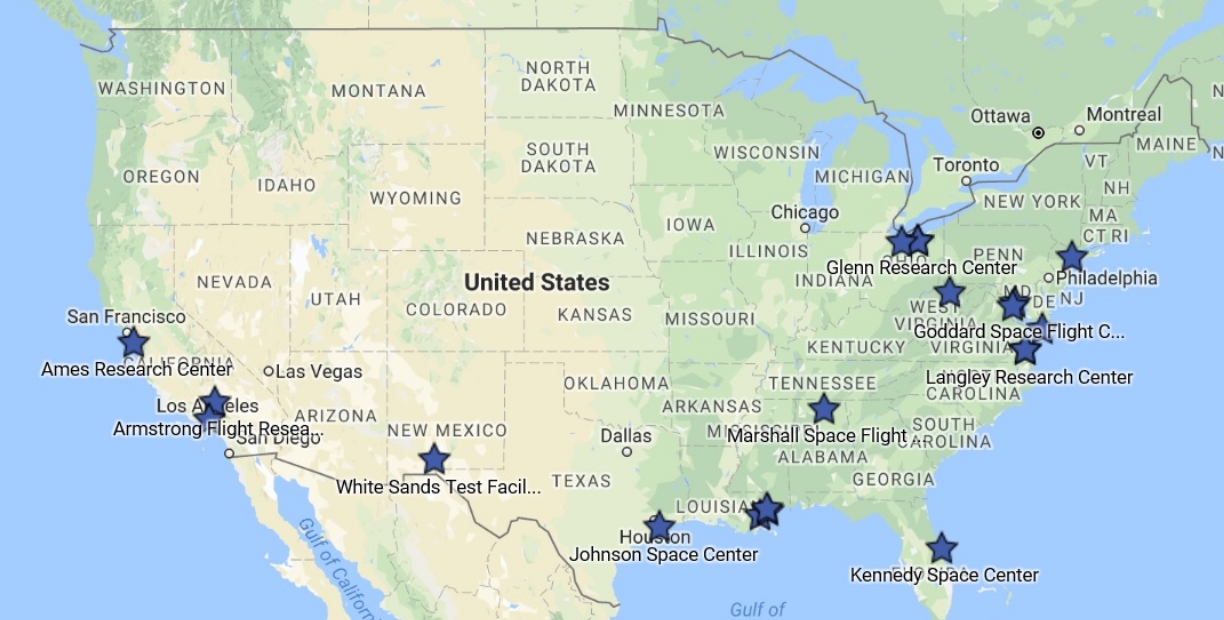 WASHINGTON
MONTANA
NORTH
DAKOTA
MINNESOTA
Ottawa
Montreal
MAINE
N
SOUTH
DAKOTA
WISCONSIN
MICHIGAN
Toronto
VT
NH
OREGON
IDAHO
WYOMING
NEW YORK
MA
CT RI
Chicago
IOWA
NEBRASKA
ILLINOIS
INDIANA
Glenn Research Center
PENN
Philadelphia
MD
DE
NJ
NEVADA
UTAH
United States
COLORADO
KANSAS
MISSOURI
WEST
VIRGINIA
Goddard Space Flight C...
San Francisco
CALIFORNIA
Ames Research Center
Las Vegas
KENTUCKY
VIRGINIA
Langley Research Center
CAROLINA
OKLAHOMA
TENNESSEE
ARKANSAS
Los Angeles
Armstrong Flight Resea...
San Diego
ARIZONA
NEW MEXICO
White Sands Test Facil...
Dallas
TEXAS
MISSISSIPPI
Marshall Space Flight ...
ALABAMA
SOUTH
CAROLINA
GEORGIA
LOUISIA
Houston
Johnson Space Center
FLORIDA
Kennedy Space Center
Gulf of California
Gulf of